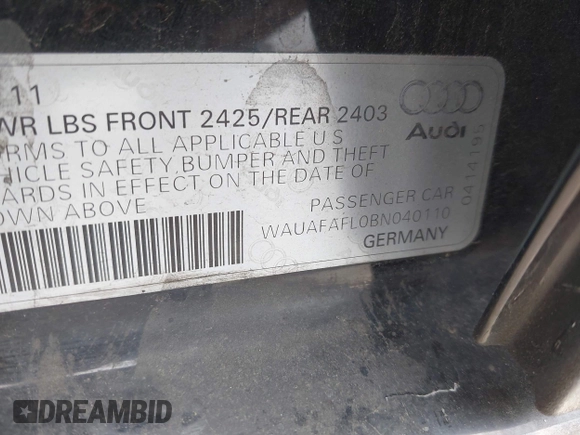 11
WR LBS FRONT 2425/REAR 2403
RMS TO ALL APPLICABLE U S
HICLE SAFETY, BUMPER AND THEFT
ARDS IN EFFECT ON THE DATE OF
OWN ABOVE
PASSENGER CAR
WAUAFAFL0BN040110
GERMANY
Audi
0414195
DREAMBID